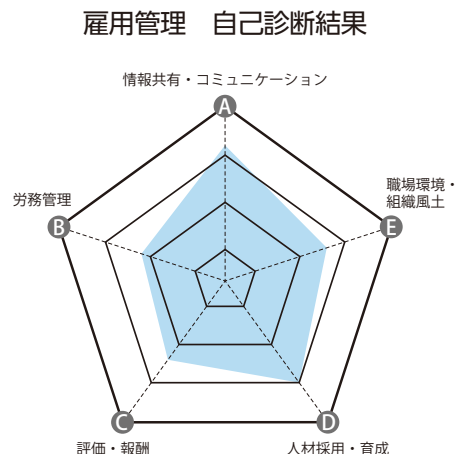 雇用管理　自己診断結果
情報共有・コミュニケーション
A
職場環境・
組織風土
労務管理
B
E
C
D
評価・報酬
人材採用・育成